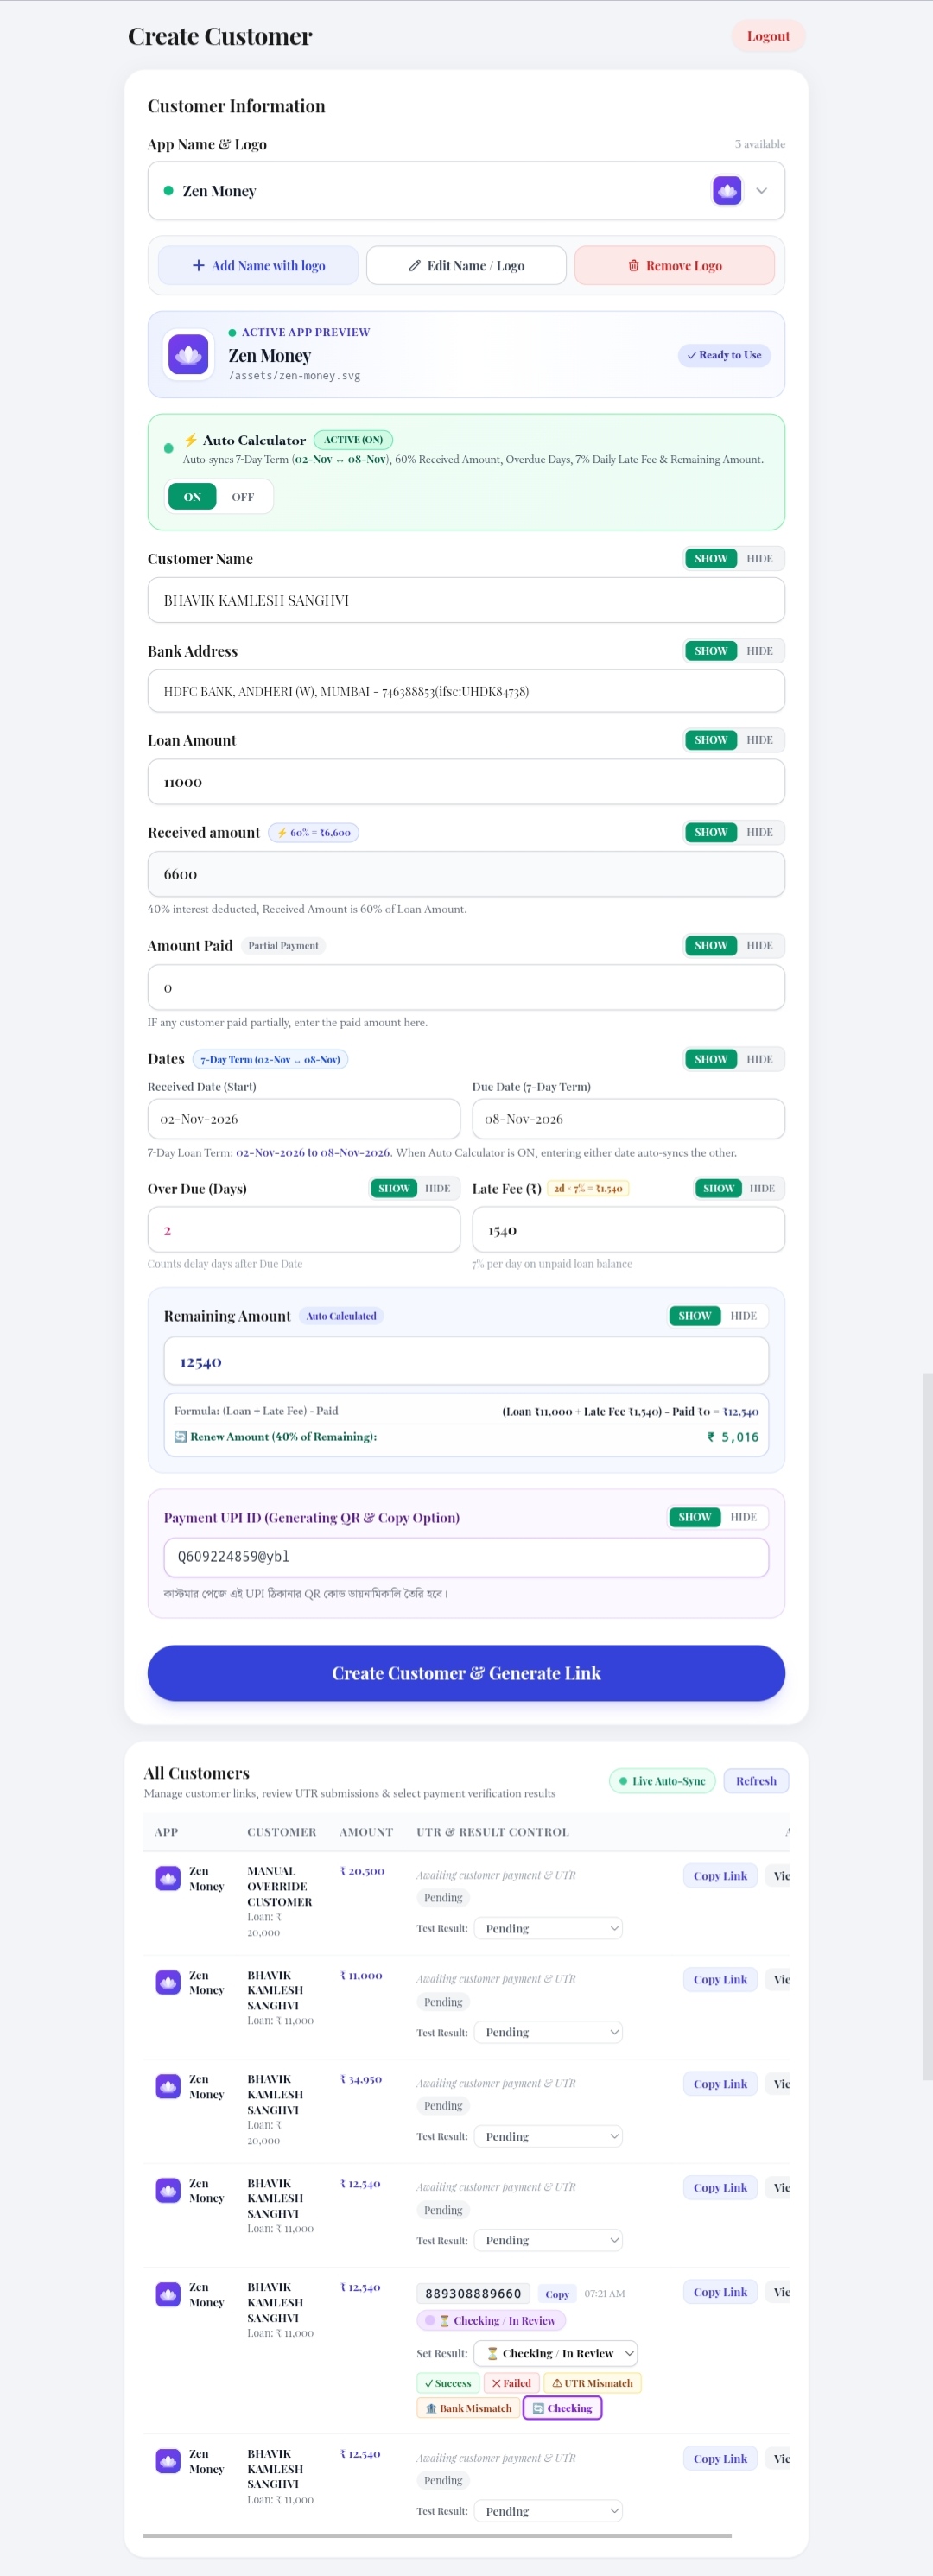 Create Customer
Logout
Customer Information
App Name & Logo
3 available
Zen Money
+ Add Name with logo
Edit Name / Logo
Remove Logo
ACTIVE APP PREVIEW
Zen Money
/assets/zen-money.svg
✓ Ready to Use
⚡ Auto Calculator ACTIVE (ON)
Auto-syncs 7-Day Term (02-Nov ↔ 08-Nov), 60% Received Amount, Overdue Days, 7% Daily Late Fee & Remaining Amount.
ON OFF
Customer Name SHOW HIDE
BHAVIK KAMLESH SANGHVI
Bank Address SHOW HIDE
HDFC BANK, ANDHERI (W), MUMBAI - 746388853(ifsc:UHDK84738)
Loan Amount SHOW HIDE
11000
Received amount ⚡ 60% = ₹6,600 SHOW HIDE
6600
40% interest deducted, Received Amount is 60% of Loan Amount.
Amount Paid Partial Payment SHOW HIDE
0
IF any customer paid partially, enter the paid amount here.
Dates 7-Day Term (02-Nov ↔ 08-Nov) SHOW HIDE
Received Date (Start) Due Date (7-Day Term)
02-Nov-2026 08-Nov-2026
7-Day Loan Term: 02-Nov-2026 to 08-Nov-2026. When Auto Calculator is ON, entering either date auto-syncs the other.
Over Due (Days) SHOW HIDE Late Fee (₹) 2d × 7% = ₹1,540 SHOW HIDE
2 1540
Counts delay days after Due Date 7% per day on unpaid loan balance
Remaining Amount Auto Calculated SHOW HIDE
12540
Formula: (Loan + Late Fee) - Paid (Loan ₹11,000 + Late Fee ₹1,540) - Paid ₹0 = ₹12,540
🔄 Renew Amount (40% of Remaining): ₹ 5,016
Payment UPI ID (Generating QR & Copy Option) SHOW HIDE
Q609224859@ybl
কাস্টমার পেজে এই UPI ঠিকানার QR কোড ডায়নামিকালি তৈরি হবে।
Create Customer & Generate Link
All Customers
Manage customer links, review UTR submissions & select payment verification results
Live Auto-Sync Refresh
APP CUSTOMER AMOUNT UTR & RESULT CONTROL
Zen Money
MANUAL OVERRIDE CUSTOMER
Loan: ₹ 20,000
₹ 20,500
Awaiting customer payment & UTR
Pending
Test Result: Pending
Copy Link Vie
Zen Money
BHAVIK KAMLESH SANGHVI
Loan: ₹ 11,000
₹ 11,000
Awaiting customer payment & UTR
Pending
Test Result: Pending
Copy Link Vie
Zen Money
BHAVIK KAMLESH SANGHVI
Loan: ₹ 20,000
₹ 34,950
Awaiting customer payment & UTR
Pending
Test Result: Pending
Copy Link Vie
Zen Money
BHAVIK KAMLESH SANGHVI
Loan: ₹ 11,000
₹ 12,540
Awaiting customer payment & UTR
Pending
Test Result: Pending
Copy Link Vie
Zen Money
BHAVIK KAMLESH SANGHVI
Loan: ₹ 11,000
₹ 12,540
889308889660 Copy 07:21 AM
⏳ Checking / In Review
Set Result: ⏳ Checking / In Review
✓ Success ✕ Failed ⚠ UTR Mismatch
🏦 Bank Mismatch 🔄 Checking
Copy Link Vie
Zen Money
BHAVIK KAMLESH SANGHVI
Loan: ₹ 11,000
₹ 12,540
Awaiting customer payment & UTR
Pending
Test Result: Pending
Copy Link Vie